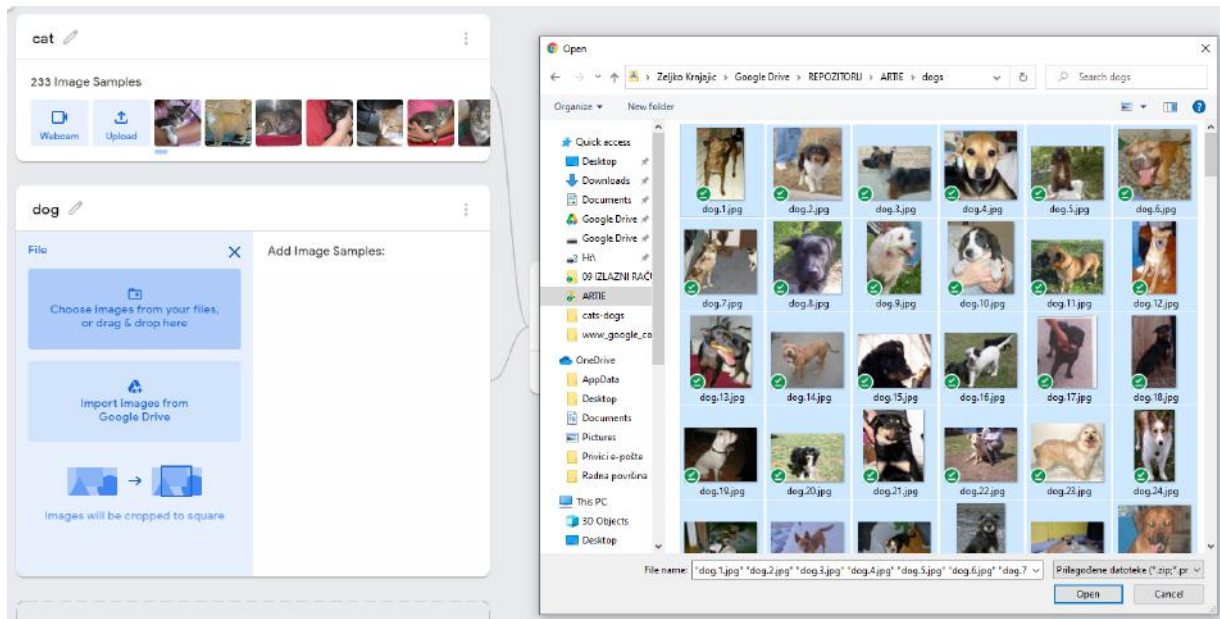 cat
233 Image Samples
Webcam
Upload
dog
File
Add Image Samples:
Choose images from your files,
or drag & drop here
Import images from
Google Drive
Images will be cropped to square
Open
Zeljko Krnjajic > Google Drive > REPOZITORIJ > ARTIE > dogs
Search dogs
Organize
New folder
Quick access
Desktop
Downloads
Documents
Google Drive
Google Drive
09 IZLAZNI RAČU
ARTIE
cats-dogs
www_google_co
OneDrive
AppData
Desktop
Documents
Pictures
Privici e-pošte
Radna površina
This PC
3D Objects
Desktop
dog.1.jpg dog.2.jpg dog.3.jpg dog.4.jpg dog.5.jpg dog.6.jpg
dog.7.jpg dog.8.jpg dog.9.jpg dog.10.jpg dog.11.jpg dog.12.jpg
dog.13.jpg dog.14.jpg dog.15.jpg dog.16.jpg dog.17.jpg dog.18.jpg
dog.19.jpg dog.20.jpg dog.21.jpg dog.22.jpg dog.23.jpg dog.24.jpg
File name: "dog.1.jpg" "dog.2.jpg" "dog.3.jpg" "dog.4.jpg" "dog.5.jpg" "dog.6.jpg" "dog.7
Prilagođene datoteke (*.zip;*.pr
Open
Cancel